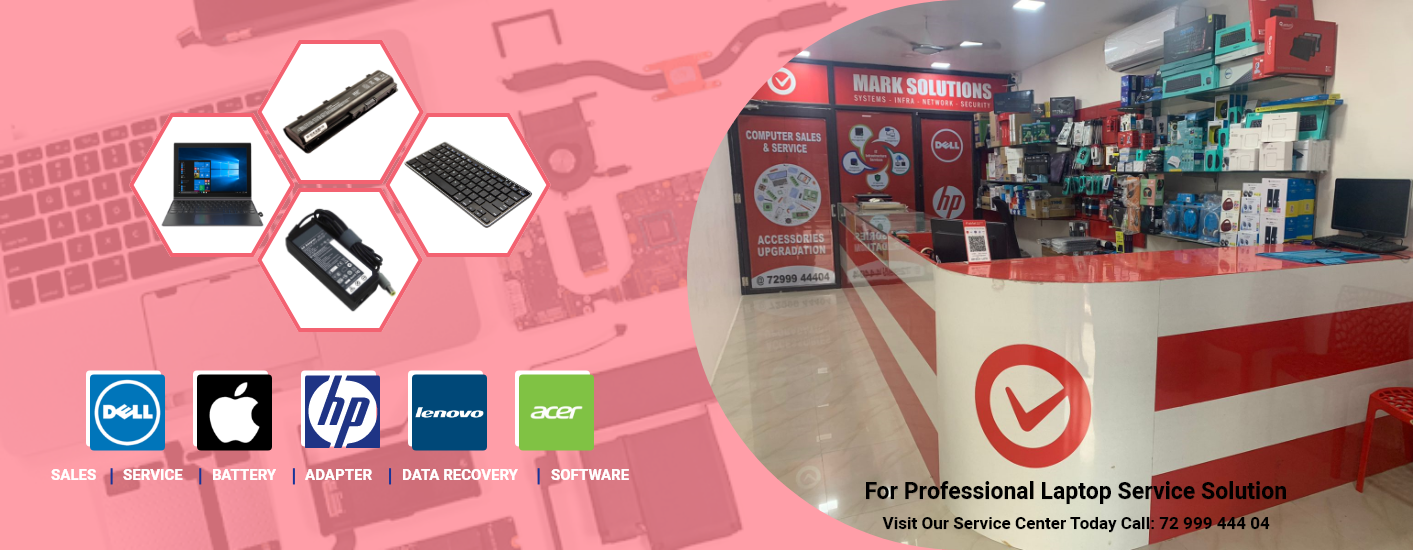 DELL
hp
lenovo
acer
SALES | SERVICE | BATTERY | ADAPTER | DATA RECOVERY | SOFTWARE
MARK SOLUTIONS
SYSTEMS - INFRA - NETWORK - SECURITY
COMPUTER SALES
& SERVICE
ACCESSORIES
UPGRADATION
@ 72999 44404
DELL
hp
For Professional Laptop Service Solution
Visit Our Service Center Today Call: 72 999 444 04